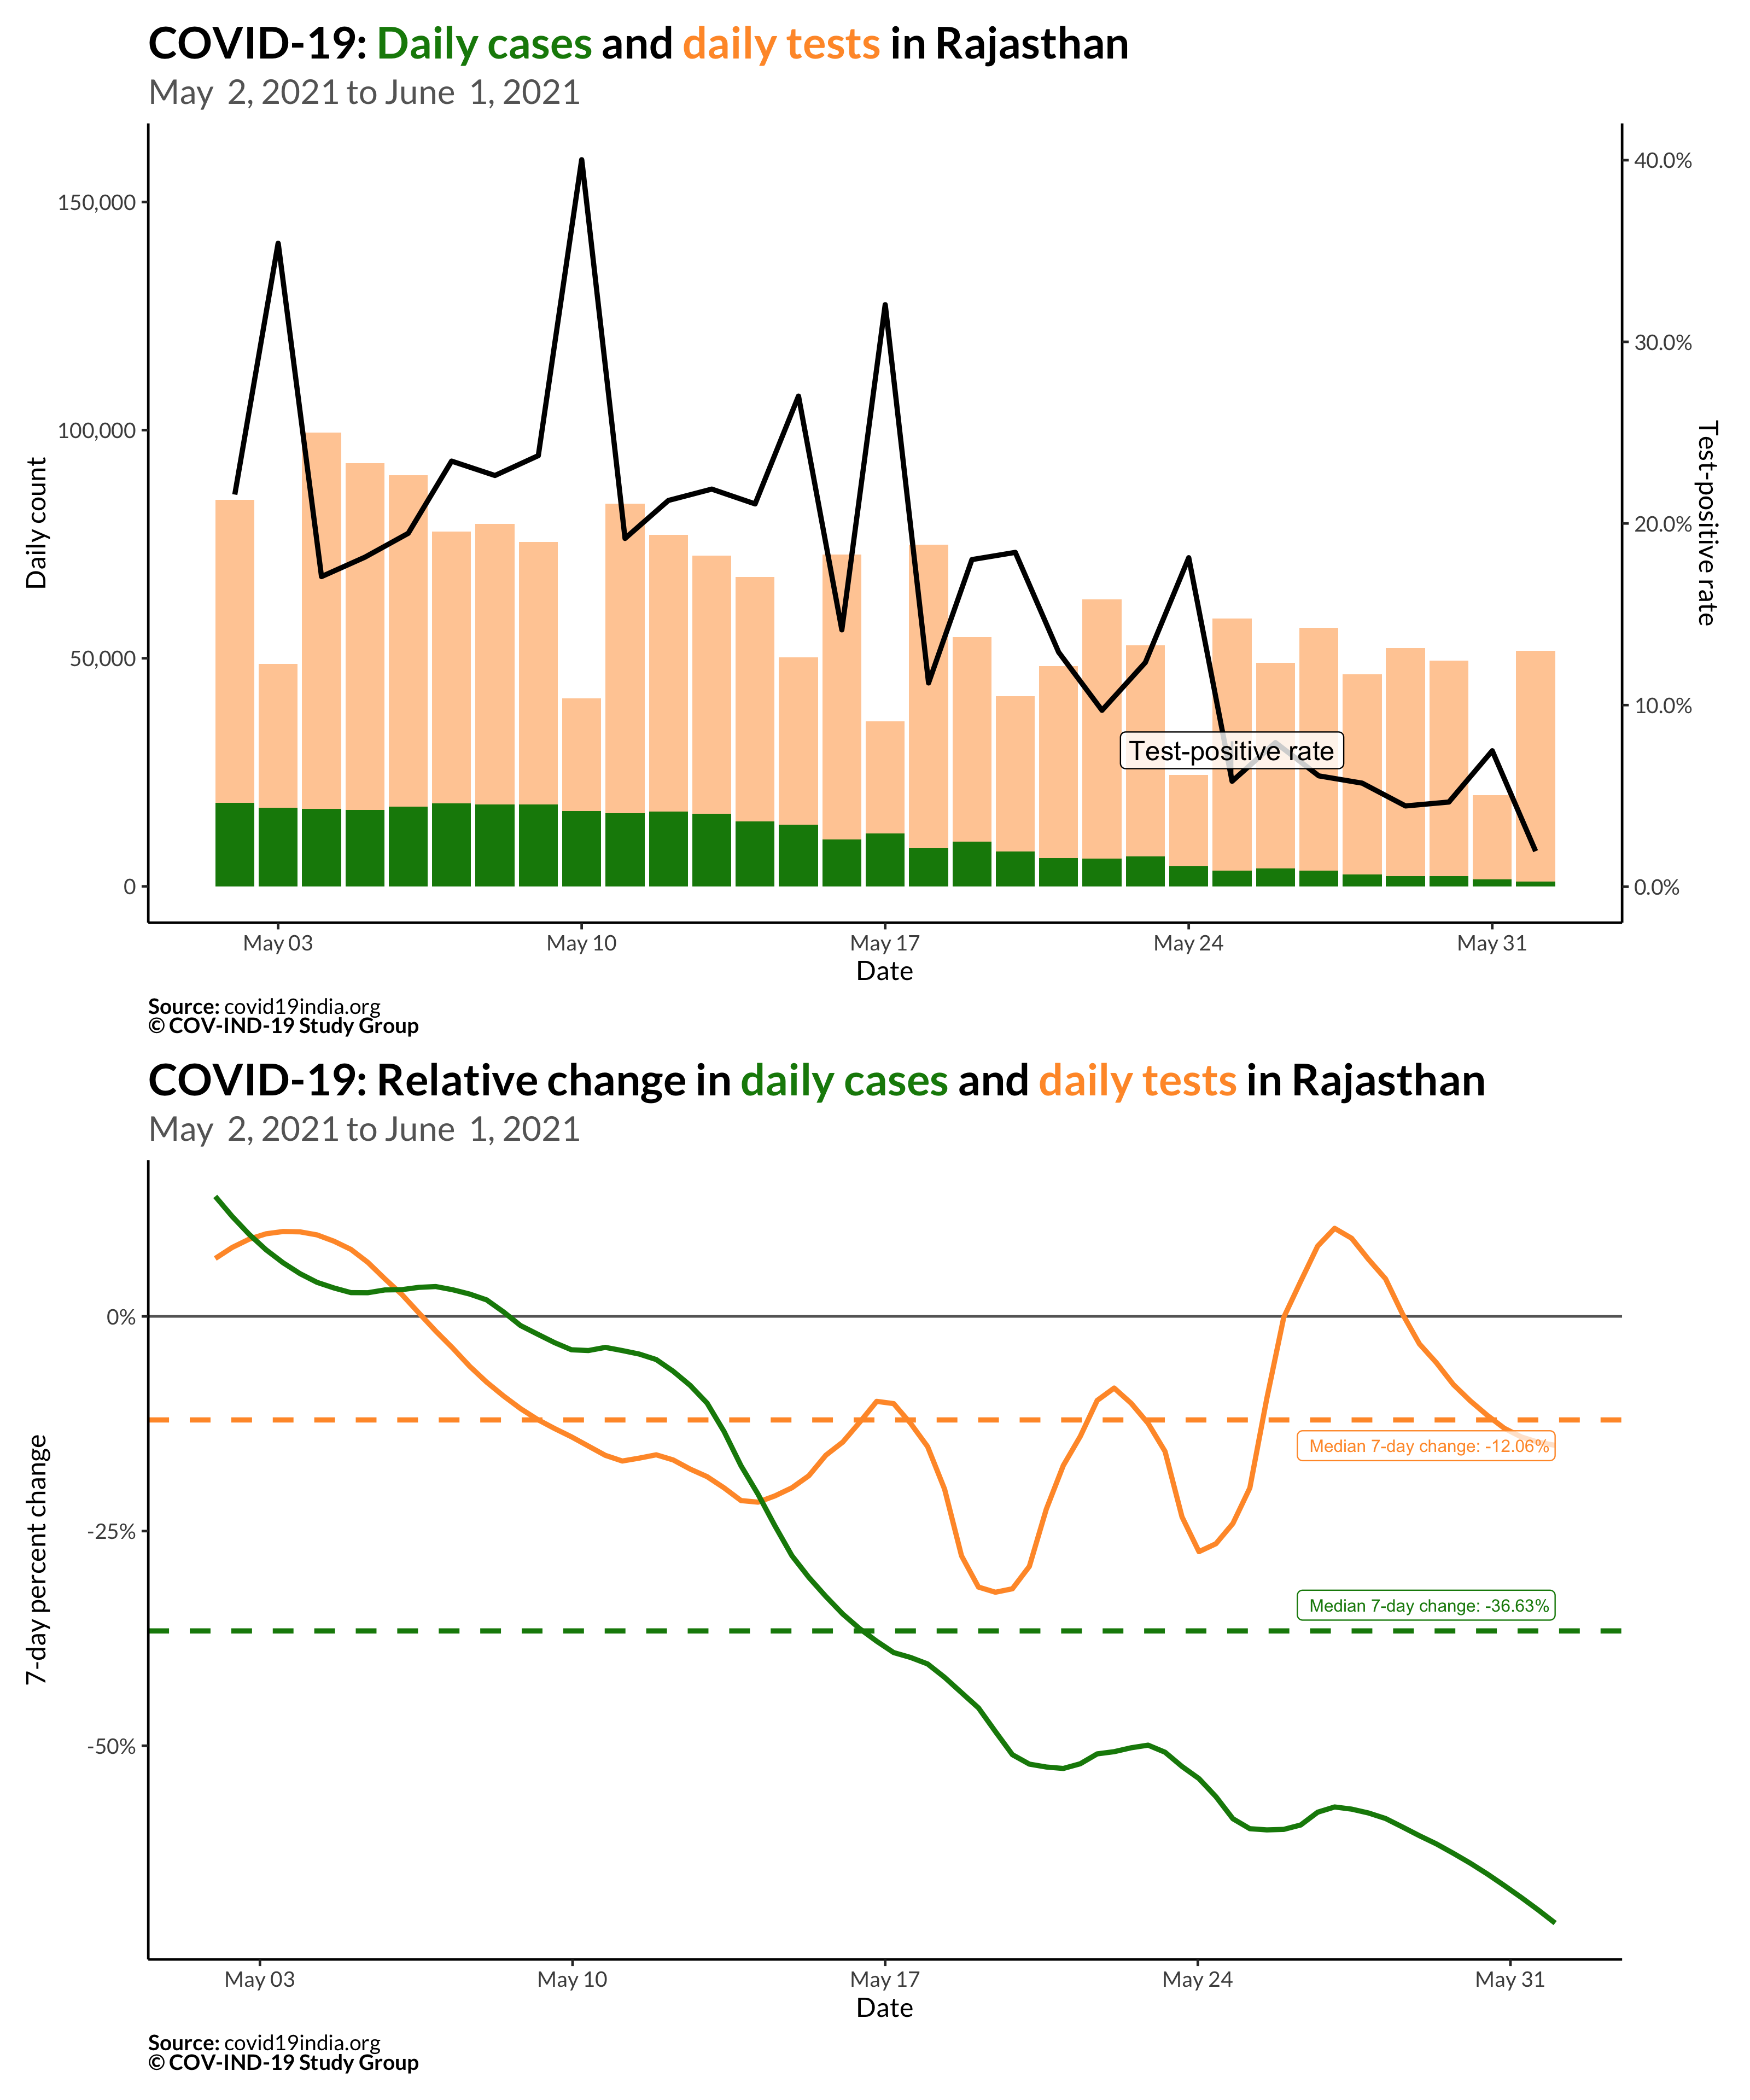 COVID-19: Daily cases and daily tests in Rajasthan
May 2, 2021 to June 1, 2021
Daily count
150,000
100,000
50,000
0
40.0%
30.0%
20.0%
10.0%
0.0%
Test-positive rate
Test-positive rate
May 03
May 10
May 17
May 24
May 31
Date
Source: covid19india.org
© COV-IND-19 Study Group
COVID-19: Relative change in daily cases and daily tests in Rajasthan
May 2, 2021 to June 1, 2021
7-day percent change
0%
-25%
-50%
Median 7-day change: -12.06%
Median 7-day change: -36.63%
May 03
May 10
May 17
May 24
May 31
Date
Source: covid19india.org
© COV-IND-19 Study Group